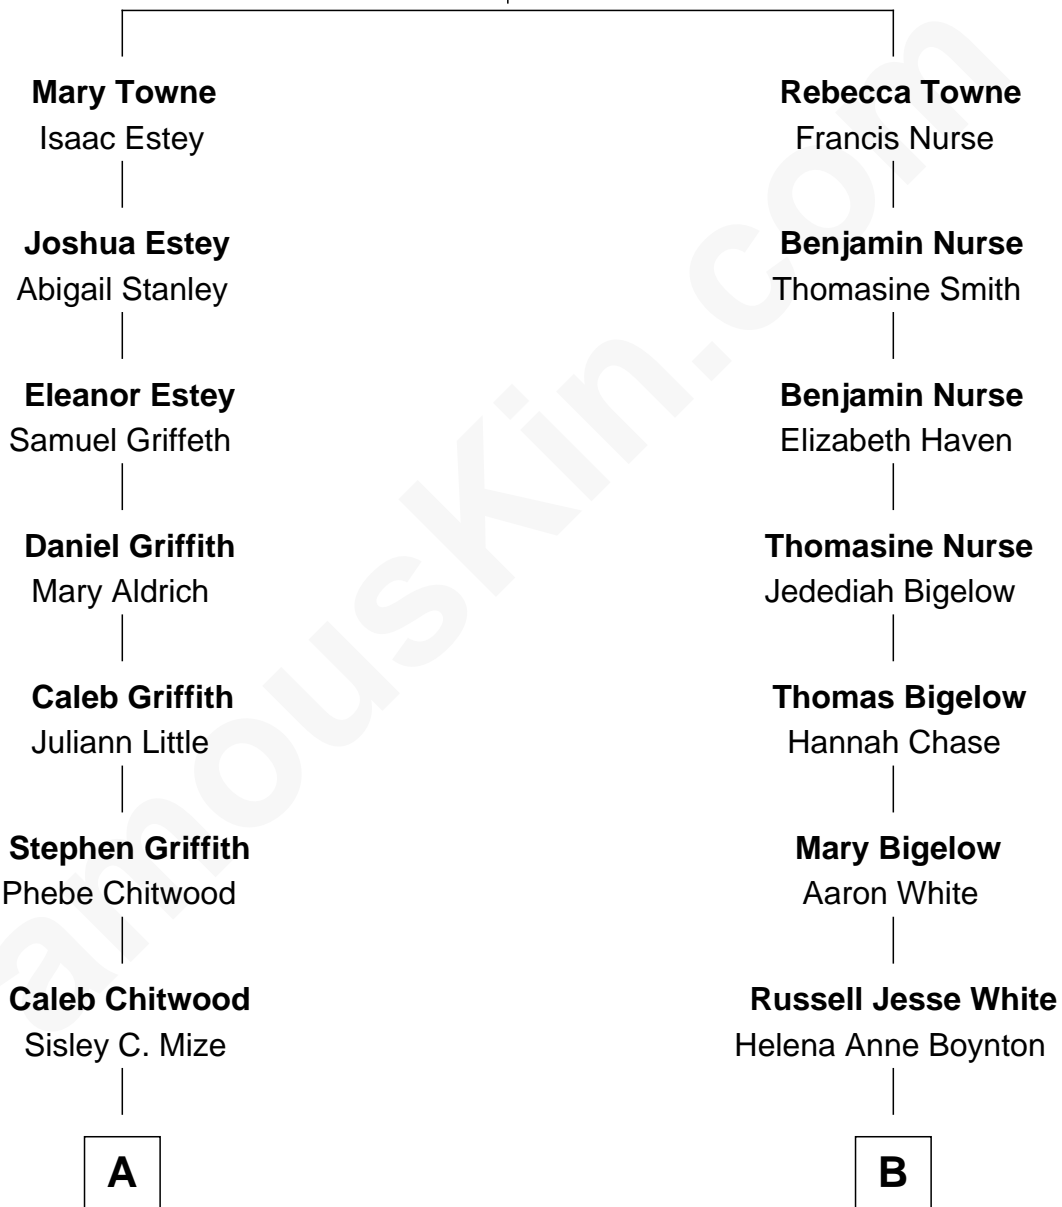 Mary Towne
Isaac Estey
Joshua Estey
Abigail Stanley
Eleanor Estey
Samuel Griffeth
Daniel Griffith
Mary Aldrich
Caleb Griffith
Juliann Little
Stephen Griffith
Phebe Chitwood
Caleb Chitwood
Sisley C. Mize
A
Rebecca Towne
Francis Nurse
Benjamin Nurse
Thomasine Smith
Benjamin Nurse
Elizabeth Haven
Thomasine Nurse
Jedediah Bigelow
Thomas Bigelow
Hannah Chase
Mary Bigelow
Aaron White
Russell Jesse White
Helena Anne Boynton
B
amousKin.com